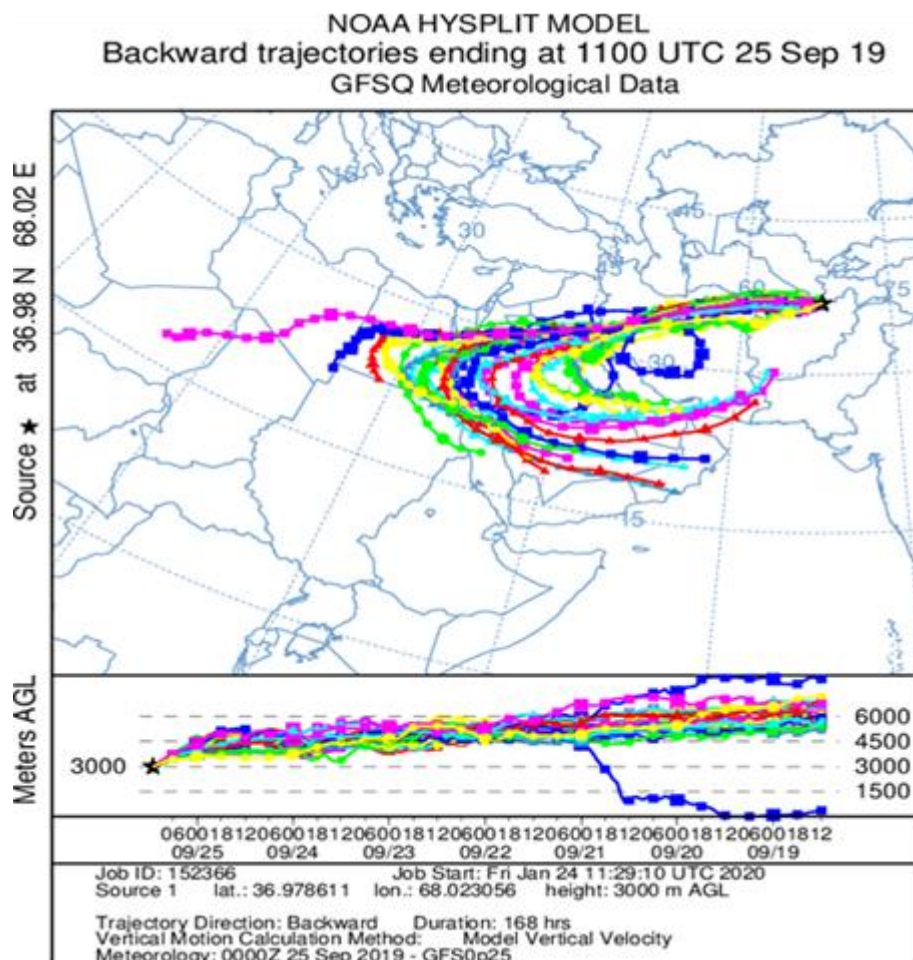 NOAA HYSPLIT MODEL
Backward trajectories ending at 1100 UTC 25 Sep 19
GFSQ Meteorological Data
Source ★ at 36.98 N 68.02 E
45
30
45
60
75
30
15
Meters AGL
3000
6000
4500
3000
1500
06001812060018120600181206001812060018120600181206001812
09/25 09/24 09/23 09/22 09/21 09/20 09/19
Job ID: 152366 Job Start: Fri Jan 24 11:29:10 UTC 2020
Source 1 lat.: 36.978611 lon.: 68.023056 height: 3000 m AGL
Trajectory Direction: Backward Duration: 168 hrs
Vertical Motion Calculation Method: Model Vertical Velocity
Meteorology: 0000Z 25 Sep 2019 - GFS0p25